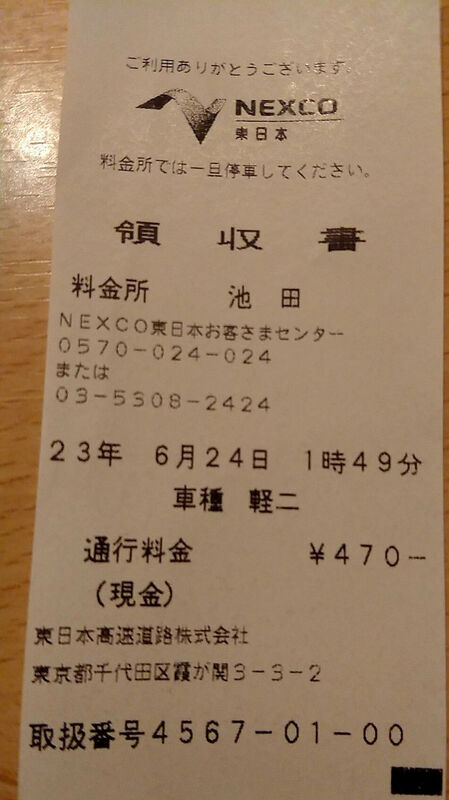 ご利用ありがとうございます。
NEXCO
東日本
料金所では一旦停車してください。
領 収 書
料金所 池 田
NEXCO東日本お客さまセンター
0570-024-024
または
03-5308-2424
23年 6月24日 1時49分
車種 軽二
通行料金 ¥470-
(現金)
東日本高速道路株式会社
東京都千代田区霞が関3-3-2
取扱番号4567-01-00